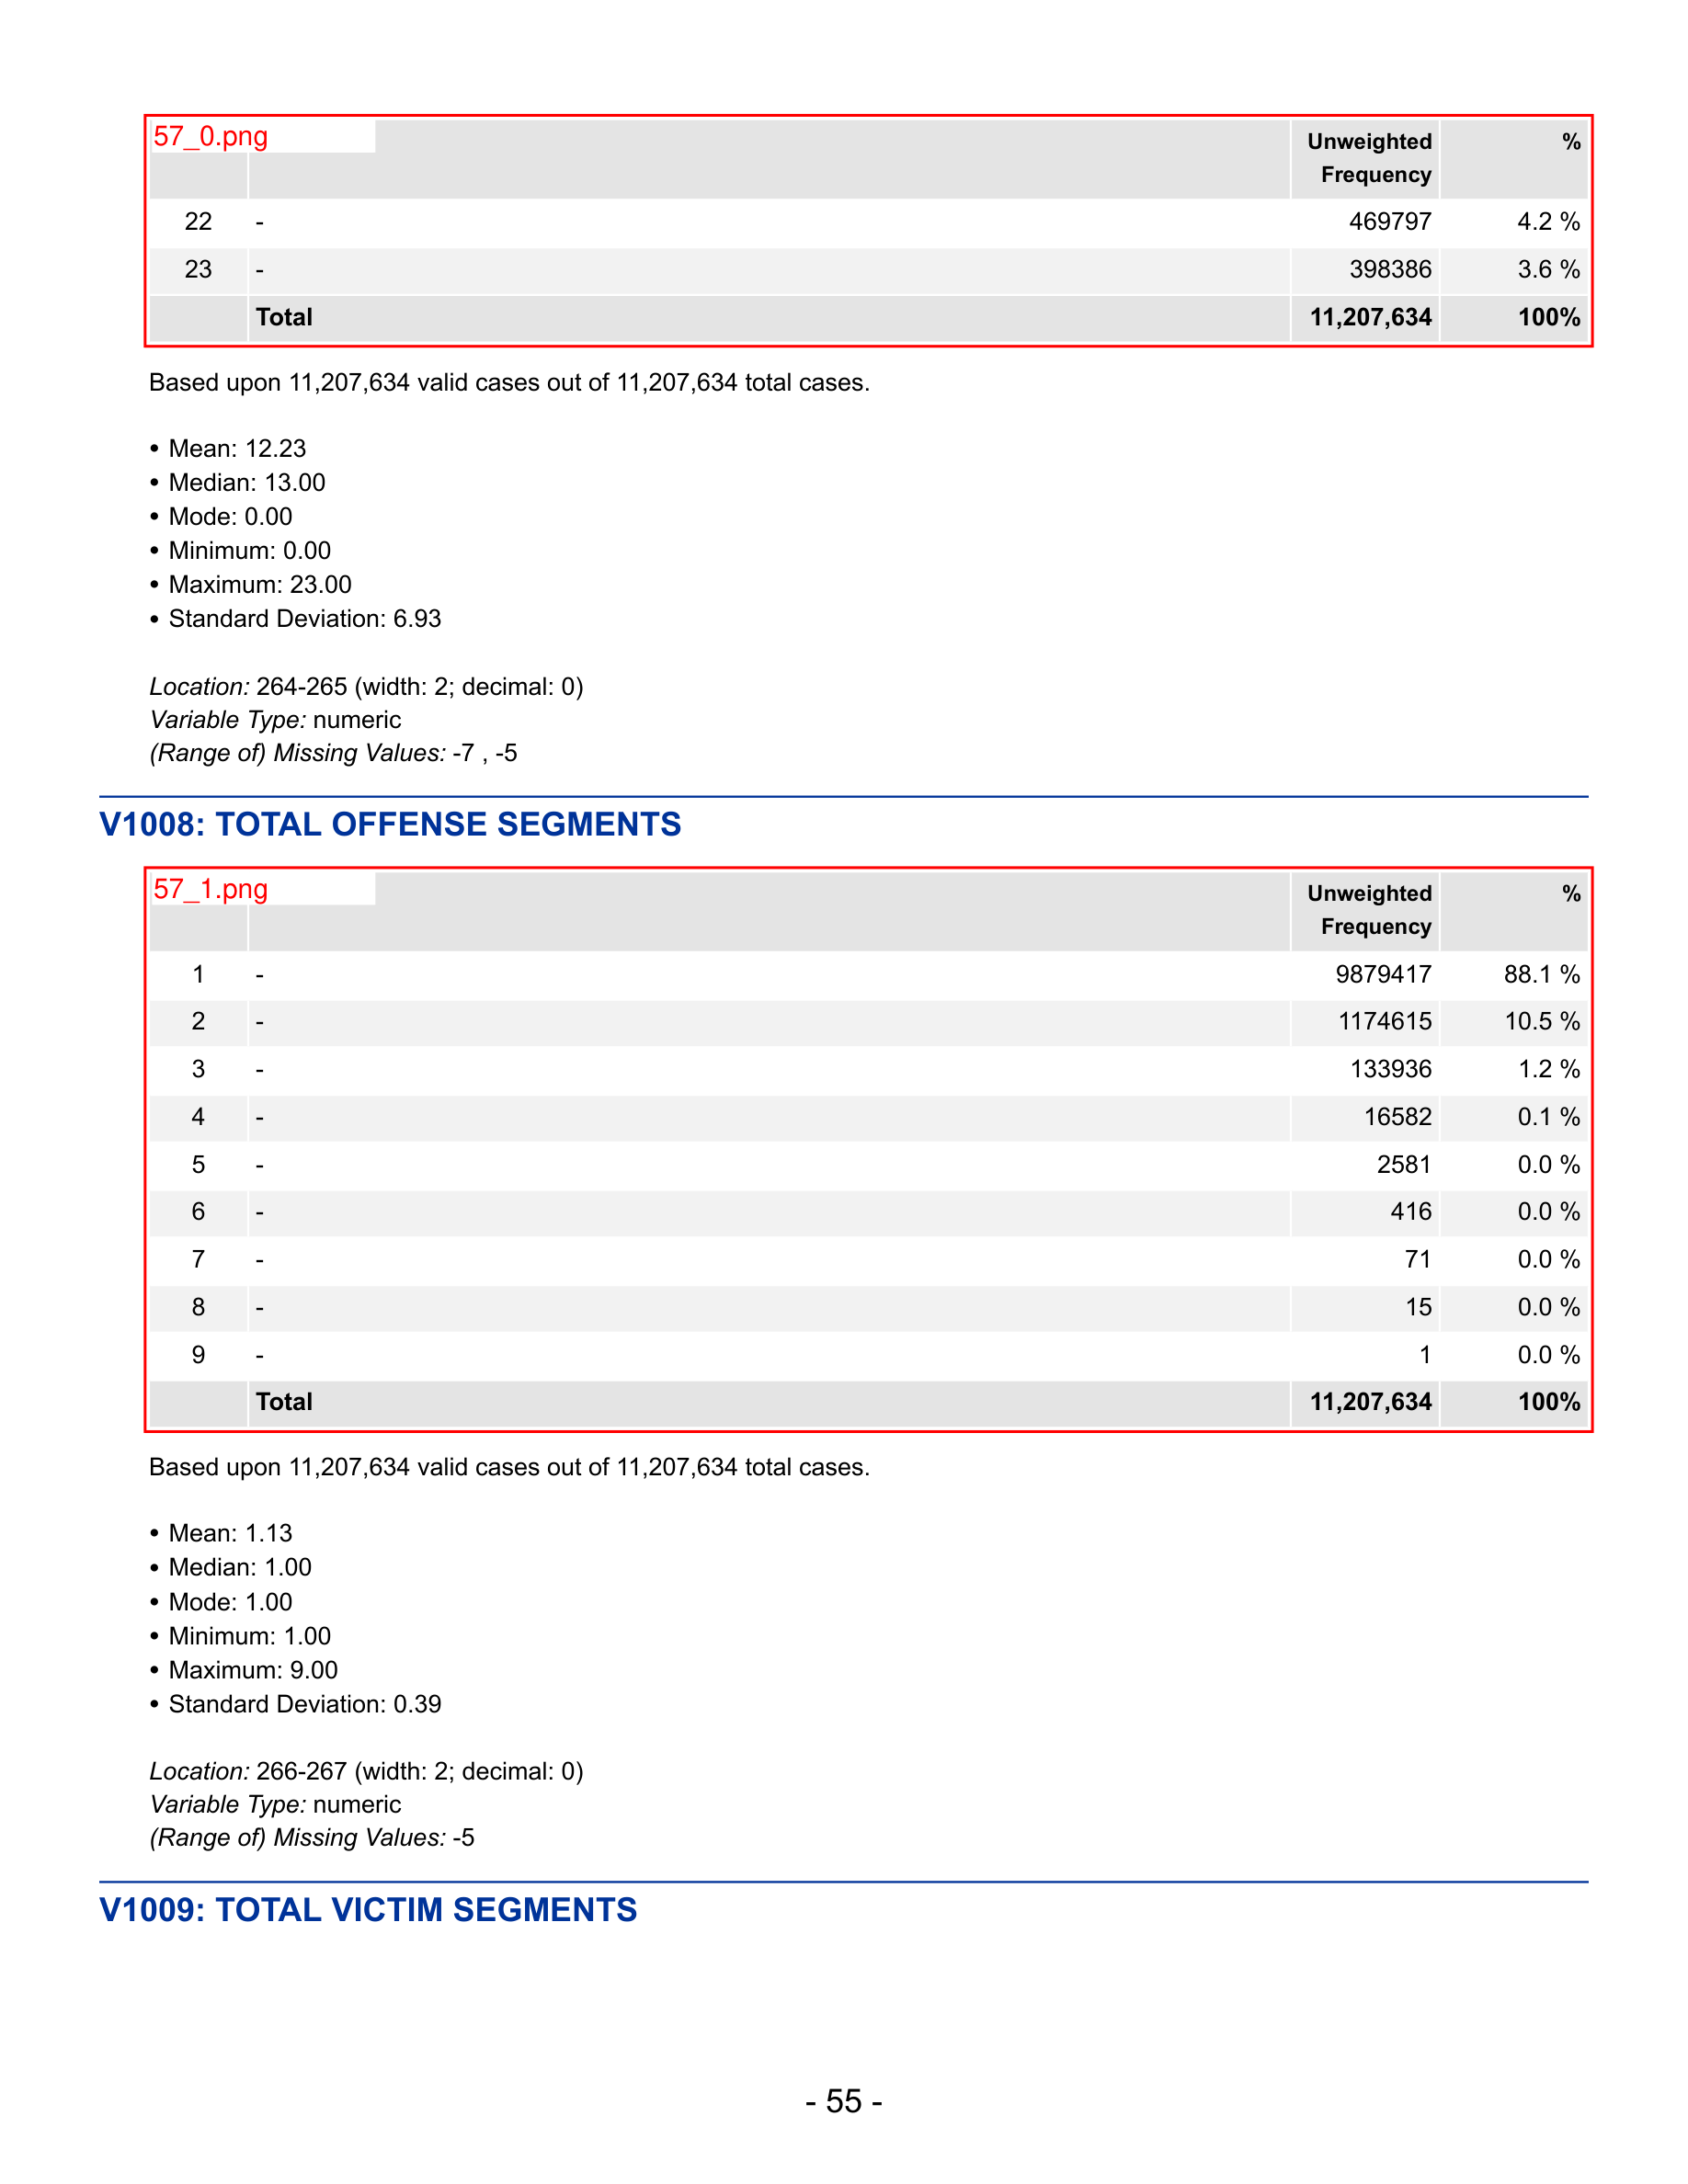 57_0.png
Unweighted Frequency %
22 - 469797 4.2 %
23 - 398386 3.6 %
Total 11,207,634 100%
Based upon 11,207,634 valid cases out of 11,207,634 total cases.
• Mean: 12.23
• Median: 13.00
• Mode: 0.00
• Minimum: 0.00
• Maximum: 23.00
• Standard Deviation: 6.93
Location: 264-265 (width: 2; decimal: 0)
Variable Type: numeric
(Range of) Missing Values: -7 , -5
V1008: TOTAL OFFENSE SEGMENTS
57_1.png
Unweighted Frequency %
1 - 9879417 88.1 %
2 - 1174615 10.5 %
3 - 133936 1.2 %
4 - 16582 0.1 %
5 - 2581 0.0 %
6 - 416 0.0 %
7 - 71 0.0 %
8 - 15 0.0 %
9 - 1 0.0 %
Total 11,207,634 100%
Based upon 11,207,634 valid cases out of 11,207,634 total cases.
• Mean: 1.13
• Median: 1.00
• Mode: 1.00
• Minimum: 1.00
• Maximum: 9.00
• Standard Deviation: 0.39
Location: 266-267 (width: 2; decimal: 0)
Variable Type: numeric
(Range of) Missing Values: -5
V1009: TOTAL VICTIM SEGMENTS
- 55 -